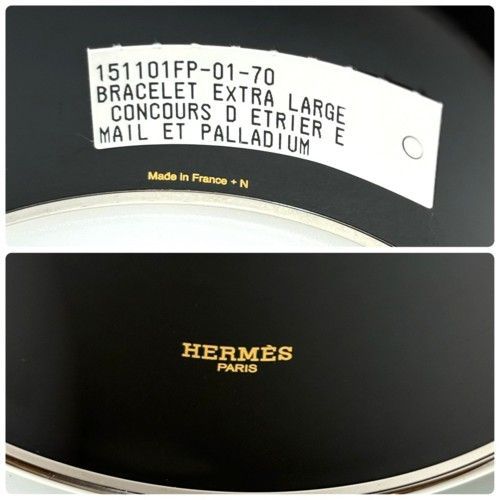 151101FP-01-70
BRACELET EXTRA LARGE
CONCOURS D ETRIER E
MAIL ET PALLADIUM
Made in France + N
HERMÈS
PARIS